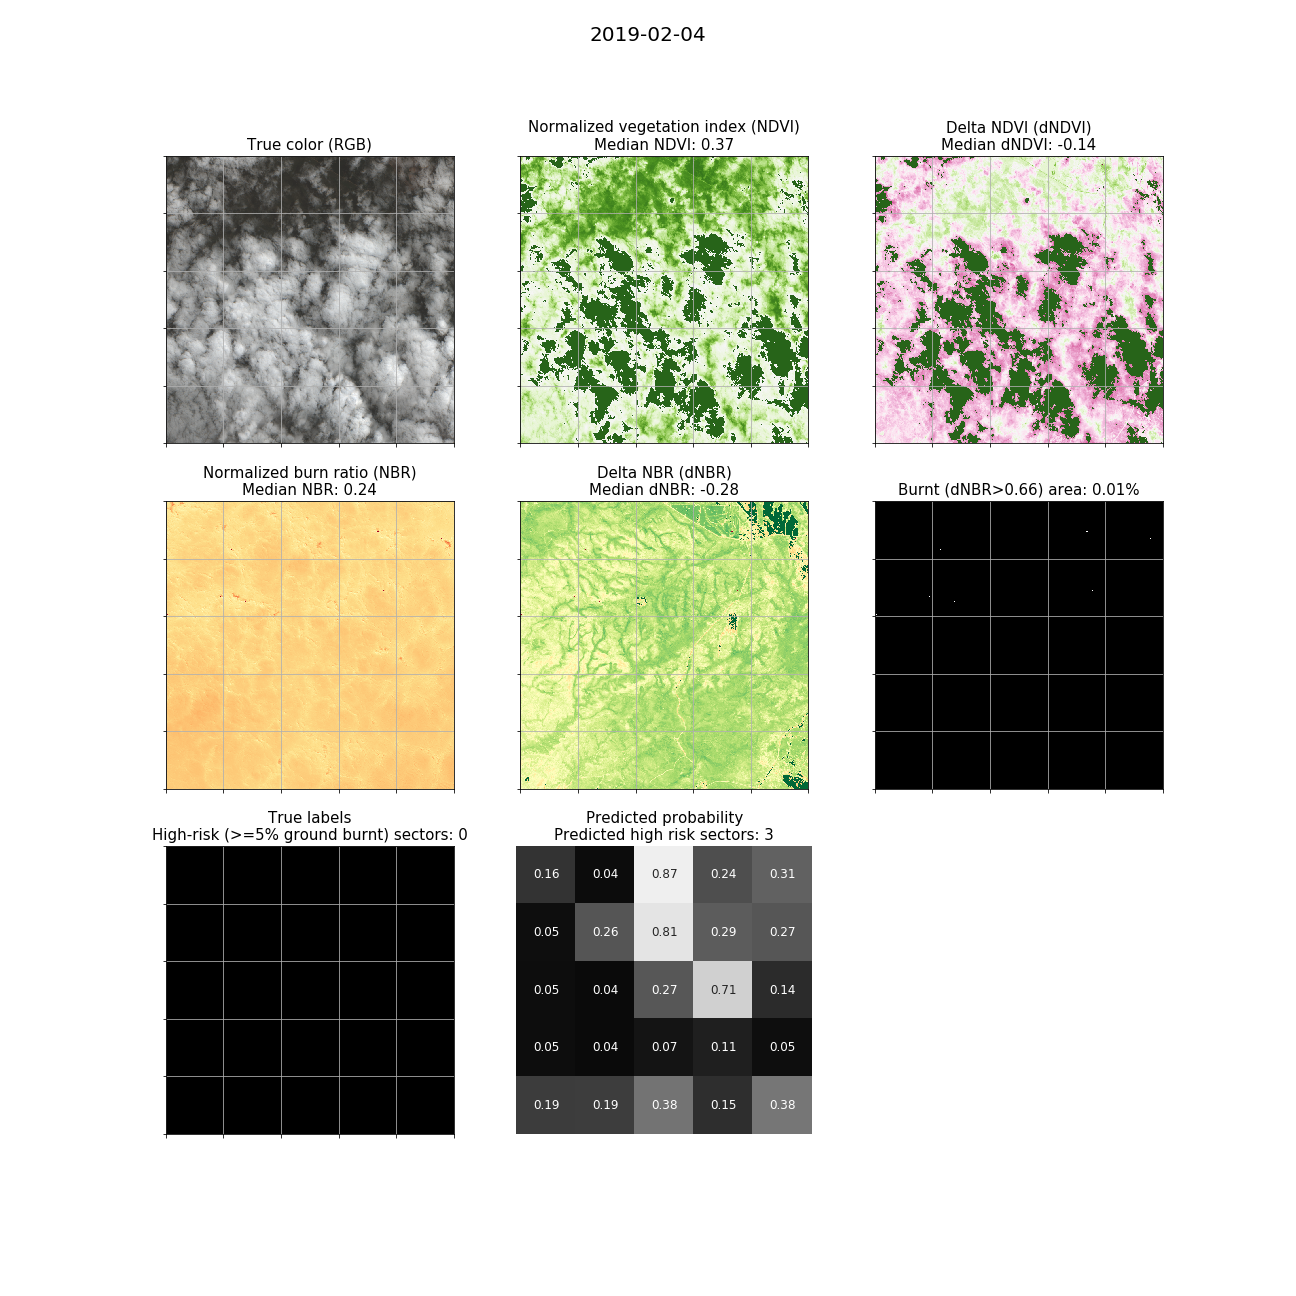 2019-02-04
True color (RGB)
Normalized vegetation index (NDVI)
Median NDVI: 0.37
Delta NDVI (dNDVI)
Median dNDVI: -0.14
Normalized burn ratio (NBR)
Median NBR: 0.24
Delta NBR (dNBR)
Median dNBR: -0.28
Burnt (dNBR>0.66) area: 0.01%
True labels
High-risk (>=5% ground burnt) sectors: 0
Predicted probability
Predicted high risk sectors: 3
0.16 0.04 0.87 0.24 0.31
0.05 0.26 0.81 0.29 0.27
0.05 0.04 0.27 0.71 0.14
0.05 0.04 0.07 0.11 0.05
0.19 0.19 0.38 0.15 0.38